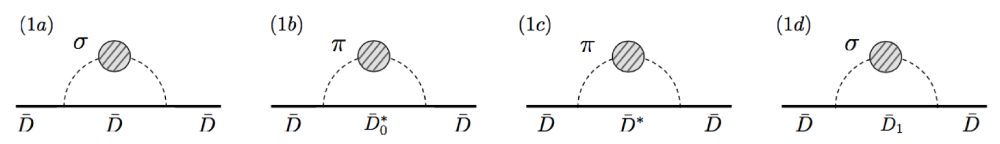 (1a) (1b) (1c) (1d)
σ π π σ
D̄ D̄ D̄ D̄ D̄₀* D̄ D̄ D̄* D̄ D̄ D̄₁ D̄